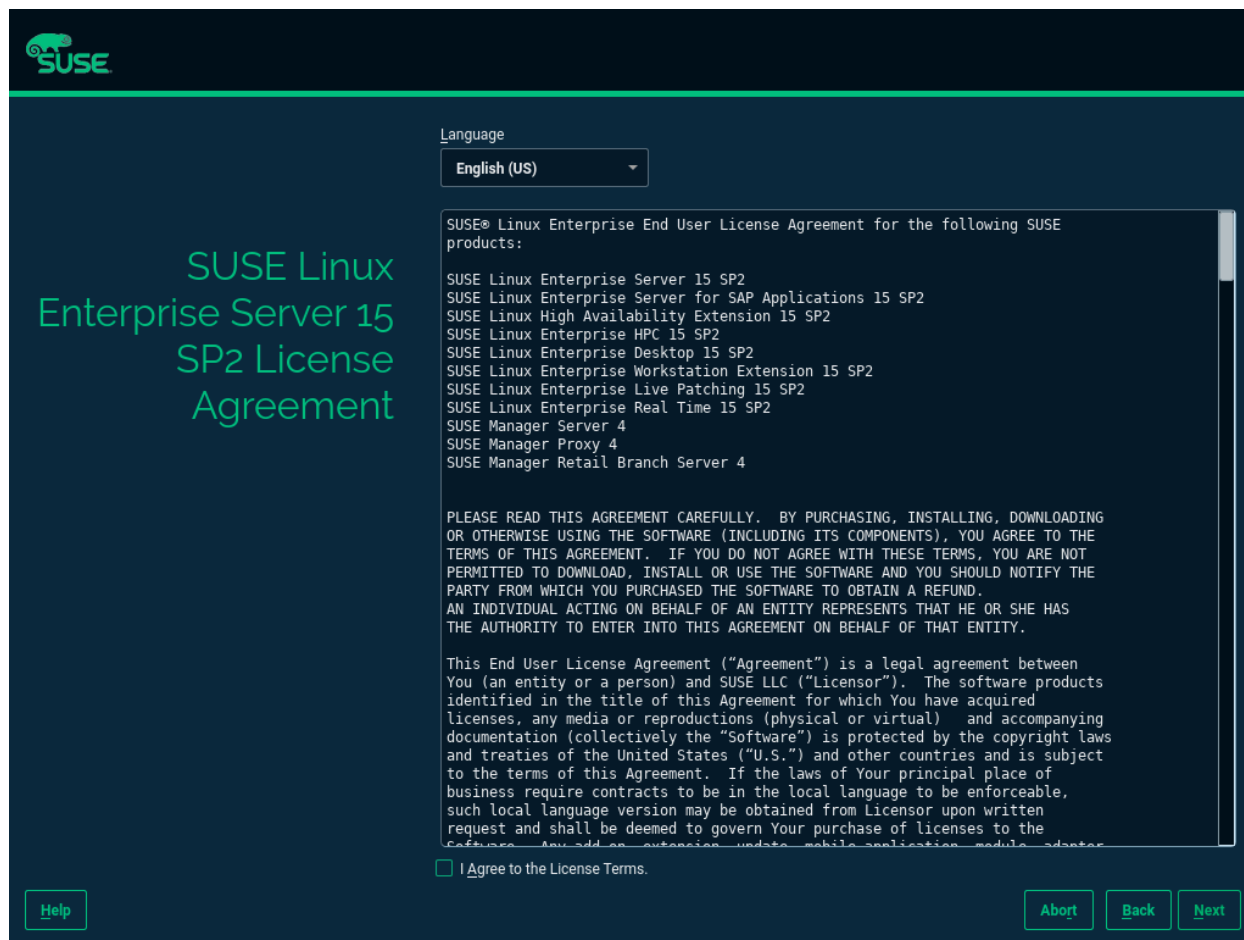 SUSE
Language
English (US)
SUSE Linux
Enterprise Server 15
SP2 License
Agreement
SUSE® Linux Enterprise End User License Agreement for the following SUSE
products:
SUSE Linux Enterprise Server 15 SP2
SUSE Linux Enterprise Server for SAP Applications 15 SP2
SUSE Linux High Availability Extension 15 SP2
SUSE Linux Enterprise HPC 15 SP2
SUSE Linux Enterprise Desktop 15 SP2
SUSE Linux Enterprise Workstation Extension 15 SP2
SUSE Linux Enterprise Live Patching 15 SP2
SUSE Linux Enterprise Real Time 15 SP2
SUSE Manager Server 4
SUSE Manager Proxy 4
SUSE Manager Retail Branch Server 4
PLEASE READ THIS AGREEMENT CAREFULLY.  BY PURCHASING, INSTALLING, DOWNLOADING
OR OTHERWISE USING THE SOFTWARE (INCLUDING ITS COMPONENTS), YOU AGREE TO THE
TERMS OF THIS AGREEMENT.  IF YOU DO NOT AGREE WITH THESE TERMS, YOU ARE NOT
PERMITTED TO DOWNLOAD, INSTALL OR USE THE SOFTWARE AND YOU SHOULD NOTIFY THE
PARTY FROM WHICH YOU PURCHASED THE SOFTWARE TO OBTAIN A REFUND.
AN INDIVIDUAL ACTING ON BEHALF OF AN ENTITY REPRESENTS THAT HE OR SHE HAS
THE AUTHORITY TO ENTER INTO THIS AGREEMENT ON BEHALF OF THAT ENTITY.
This End User License Agreement (“Agreement”) is a legal agreement between
You (an entity or a person) and SUSE LLC (“Licensor”).  The software products
identified in the title of this Agreement for which You have acquired
licenses, any media or reproductions (physical or virtual)   and accompanying
documentation (collectively the “Software”) is protected by the copyright laws
and treaties of the United States (“U.S.”) and other countries and is subject
to the terms of this Agreement.  If the laws of Your principal place of
business require contracts to be in the local language to be enforceable,
such local language version may be obtained from Licensor upon written
request and shall be deemed to govern Your purchase of licenses to the
Software.  Any add-on, extension, update, mobile application, module, adapter
I Agree to the License Terms.
Help
Abort
Back
Next